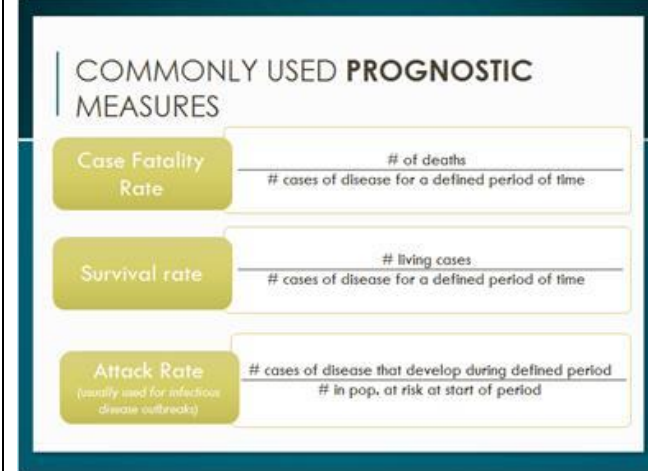 COMMONLY USED PROGNOSTIC
MEASURES
Case Fatality
Rate
# of deaths
# cases of disease for a defined period of time
Survival rate
# living cases
# cases of disease for a defined period of time
Attack Rate
(usually used for infectious
disease outbreaks)
# cases of disease that develop during defined period
# in pop. at risk at start of period